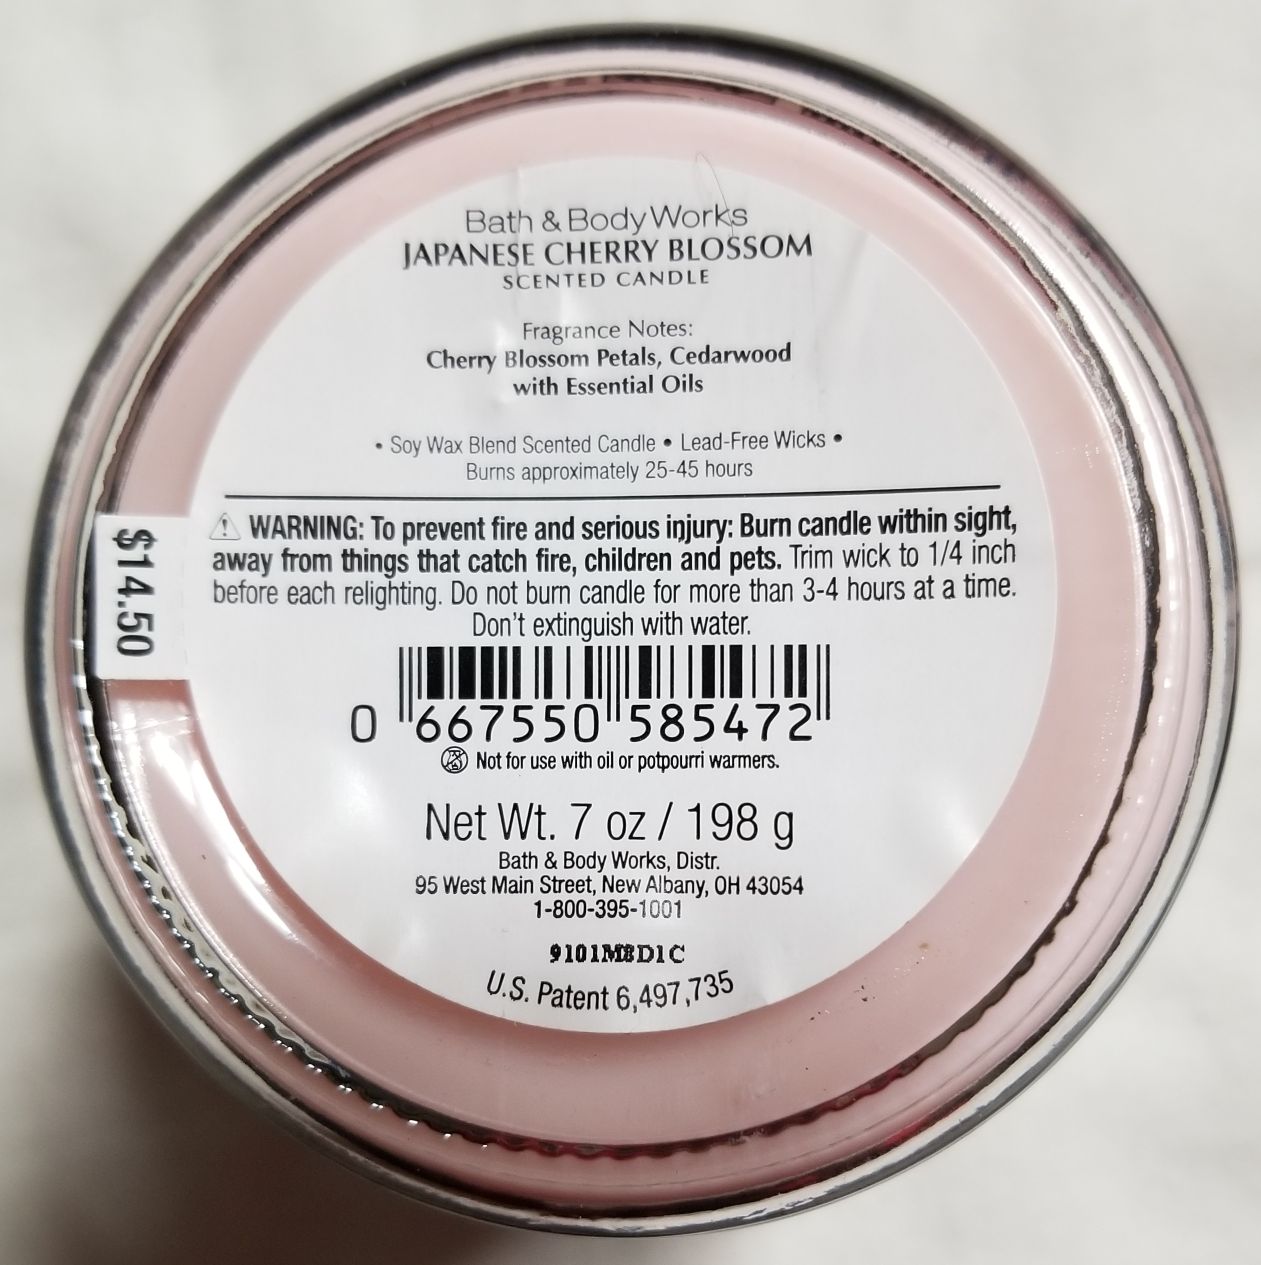 Bath & Body Works
JAPANESE CHERRY BLOSSOM
SCENTED CANDLE
Fragrance Notes:
Cherry Blossom Petals, Cedarwood
with Essential Oils
• Soy Wax Blend Scented Candle • Lead-Free Wicks •
Burns approximately 25-45 hours
⚠ WARNING: To prevent fire and serious injury: Burn candle within sight,
away from things that catch fire, children and pets. Trim wick to 1/4 inch
before each relighting. Do not burn candle for more than 3-4 hours at a time.
Don't extinguish with water.
$14.50
0 667550 585472
Not for use with oil or potpourri warmers.
Net Wt. 7 oz / 198 g
Bath & Body Works, Distr.
95 West Main Street, New Albany, OH 43054
1-800-395-1001
U.S. Patent 6,497,735